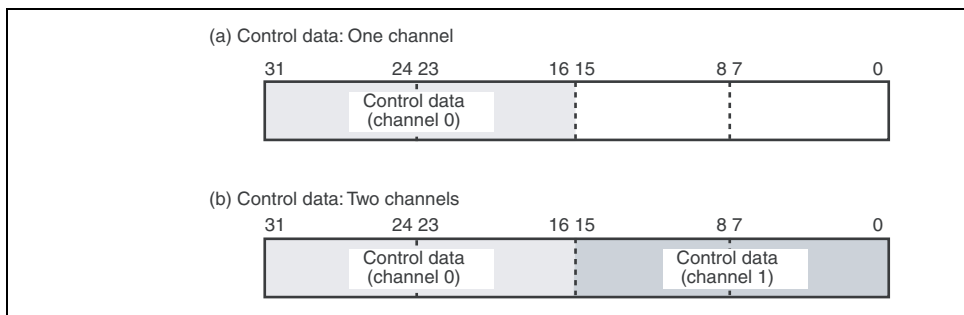 (a) Control data: One channel
31 24 23 16 15 8 7 0
Control data
(channel 0)
(b) Control data: Two channels
31 24 23 16 15 8 7 0
Control data Control data
(channel 0) (channel 1)